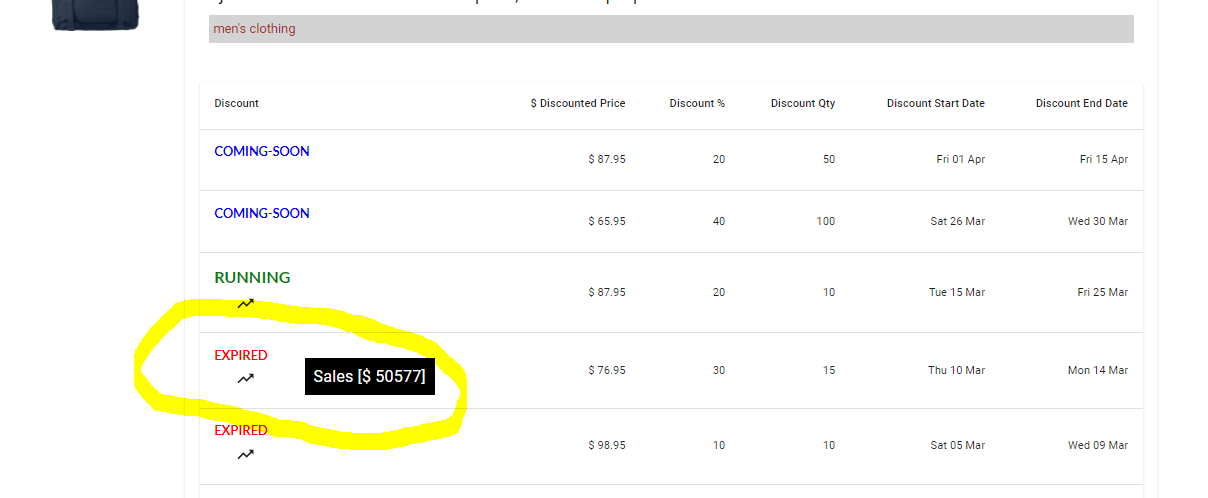 men's clothing
Discount $ Discounted Price Discount % Discount Qty Discount Start Date Discount End Date
COMING-SOON $ 87.95 20 50 Fri 01 Apr Fri 15 Apr
COMING-SOON $ 65.95 40 100 Sat 26 Mar Wed 30 Mar
RUNNING $ 87.95 20 10 Tue 15 Mar Fri 25 Mar
EXPIRED $ 76.95 30 15 Thu 10 Mar Mon 14 Mar
Sales [$ 50577]
EXPIRED $ 98.95 10 10 Sat 05 Mar Wed 09 Mar